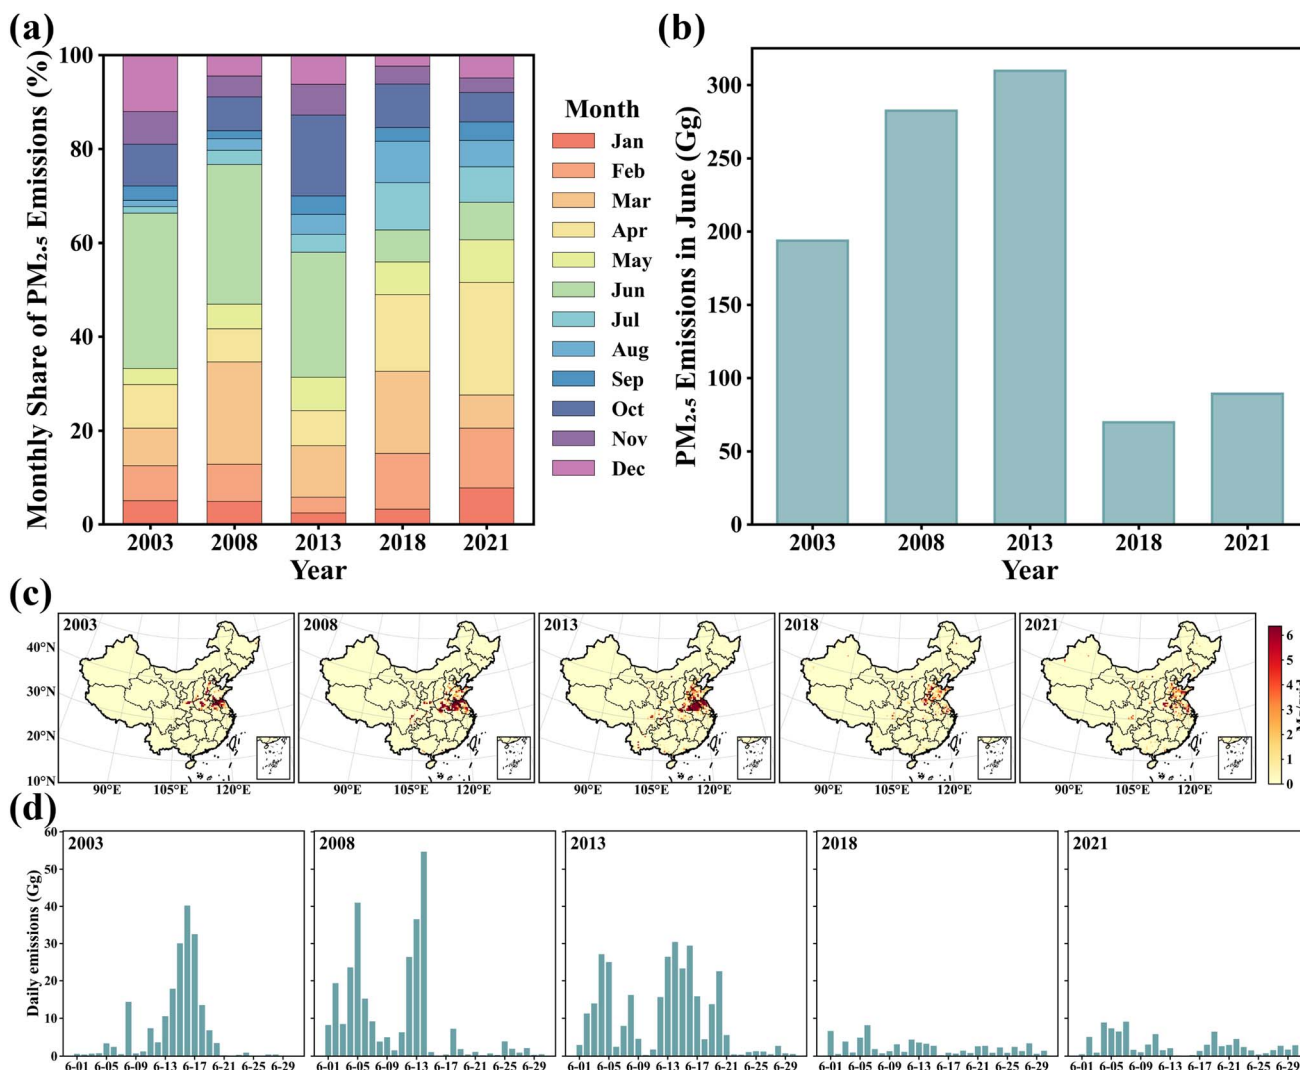 (a)
Monthly Share of PM₂.₅ Emissions (%)
100
80
60
40
20
0
2003 2008 2013 2018 2021
Year
Month
Jan
Feb
Mar
Apr
May
Jun
Jul
Aug
Sep
Oct
Nov
Dec
(b)
PM₂.₅ Emissions in June (Gg)
300
250
200
150
100
50
0
2003 2008 2013 2018 2021
Year
(c)
2003 2008 2013 2018 2021
40°N
30°N
20°N
10°N
90°E 105°E 120°E 90°E 105°E 120°E 90°E 105°E 120°E 90°E 105°E 120°E 90°E 105°E 120°E
6
5
4
3
2
1
0
(d)
Daily emissions (Gg)
60
50
40
30
20
10
0
2003 2008 2013 2018 2021
6-01 6-05 6-09 6-13 6-17 6-21 6-25 6-29 6-01 6-05 6-09 6-13 6-17 6-21 6-25 6-29 6-01 6-05 6-09 6-13 6-17 6-21 6-25 6-29 6-01 6-05 6-09 6-13 6-17 6-21 6-25 6-29 6-01 6-05 6-09 6-13 6-17 6-21 6-25 6-29